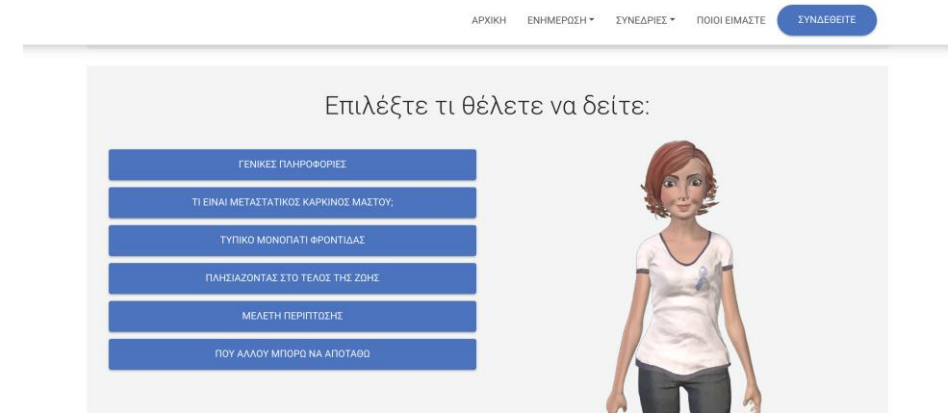 ΑΡΧΙΚΗ ΕΝΗΜΕΡΩΣΗ ΣΥΝΕΔΡΙΕΣ ΠΟΙΟΙ ΕΙΜΑΣΤΕ ΣΥΝΔΕΘΕΙΤΕ
Επιλέξτε τι θέλετε να δείτε:
ΓΕΝΙΚΕΣ ΠΛΗΡΟΦΟΡΙΕΣ
ΤΙ ΕΙΝΑΙ ΜΕΤΑΣΤΑΤΙΚΟΣ ΚΑΡΚΙΝΟΣ ΜΑΣΤΟΥ;
ΤΥΠΙΚΟ ΜΟΝΟΠΑΤΙ ΦΡΟΝΤΙΔΑΣ
ΠΛΗΣΙΑΖΟΝΤΑΣ ΣΤΟ ΤΕΛΟΣ ΤΗΣ ΖΩΗΣ
ΜΕΛΕΤΗ ΠΕΡΙΠΤΩΣΗΣ
ΠΟΥ ΑΛΛΟΥ ΜΠΟΡΩ ΝΑ ΑΠΟΤΑΘΩ